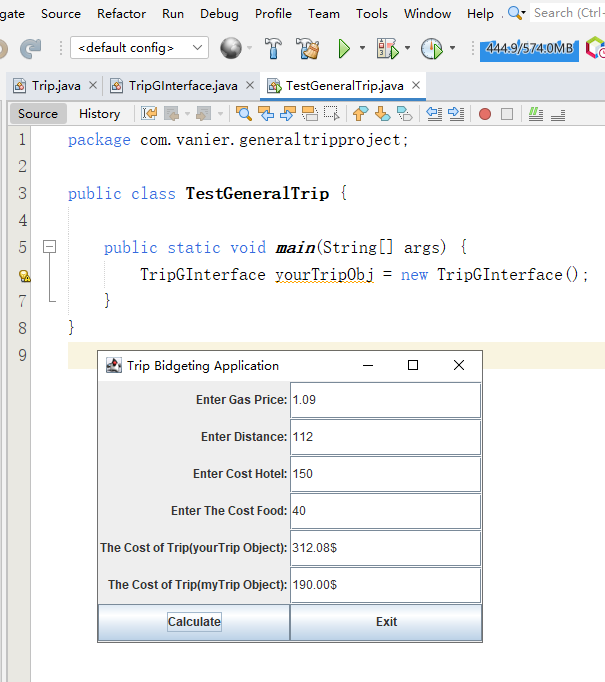 gate Source Refactor Run Debug Profile Team Tools Window Help Search (Ctrl-
<default config> 444.9/574.0MB
Trip.java TripGInterface.java TestGeneralTrip.java
Source History
1 package com.vanier.generaltripproject;
2
3 public class TestGeneralTrip {
4
5 public static void main(String[] args) {
TripGInterface yourTripObj = new TripGInterface();
7 }
8 }
9
Trip Bidgeting Application
Enter Gas Price: 1.09
Enter Distance: 112
Enter Cost Hotel: 150
Enter The Cost Food: 40
The Cost of Trip(yourTrip Object): 312.08$
The Cost of Trip(myTrip Object): 190.00$
Calculate Exit